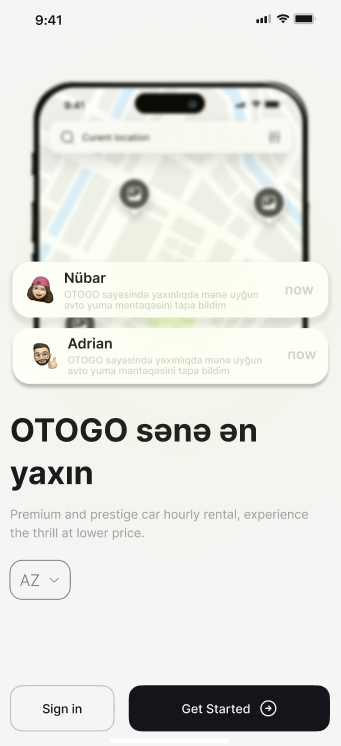 9:41
9:41
Curent location
Nübar
OTOGO sayəsində yaxınlıqda mənə uyğun
avto yuma məntəqəsini tapa bildim
now
Adrian
OTOGO sayəsində yaxınlıqda mənə uyğun
avto yuma məntəqəsini tapa bildim
now
OTOGO sənə ən
yaxın
Premium and prestige car hourly rental, experience
the thrill at lower price.
AZ
Sign in
Get Started